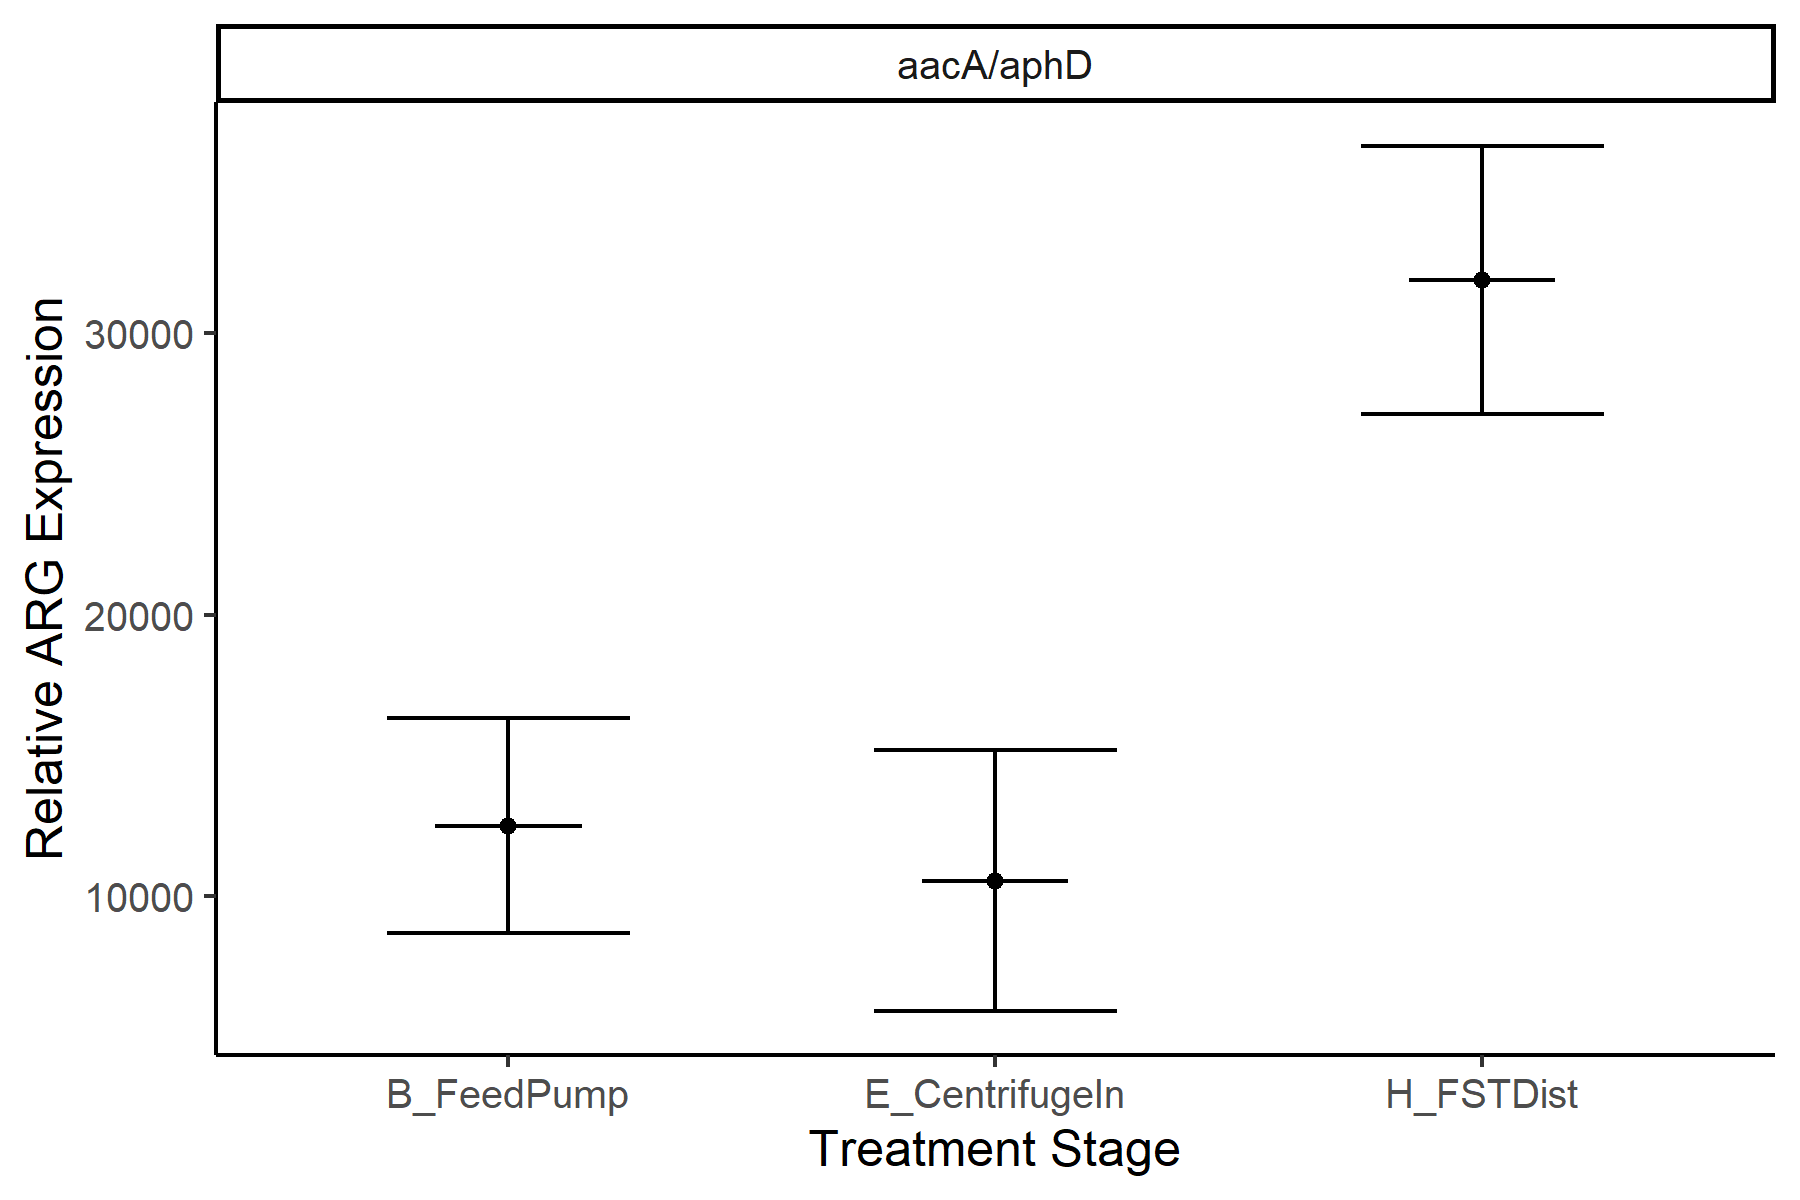 aacA/aphD
Relative ARG Expression
30000
20000
10000
B_FeedPump
E_CentrifugeIn
H_FSTDist
Treatment Stage